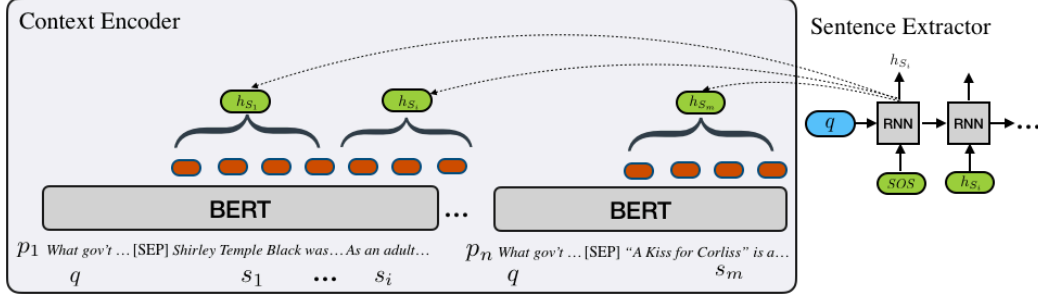 Context Encoder
Sentence Extractor
h_{S_i}
h_{S_1}
h_{S_i}
h_{S_m}
q
RNN
RNN
...
SOS
h_{S_i}
BERT
...
BERT
p_1 What gov't ... [SEP] Shirley Temple Black was... As an adult...
p_n What gov't ... [SEP] “A Kiss for Corliss” is a...
q s_1 ... s_i q s_m